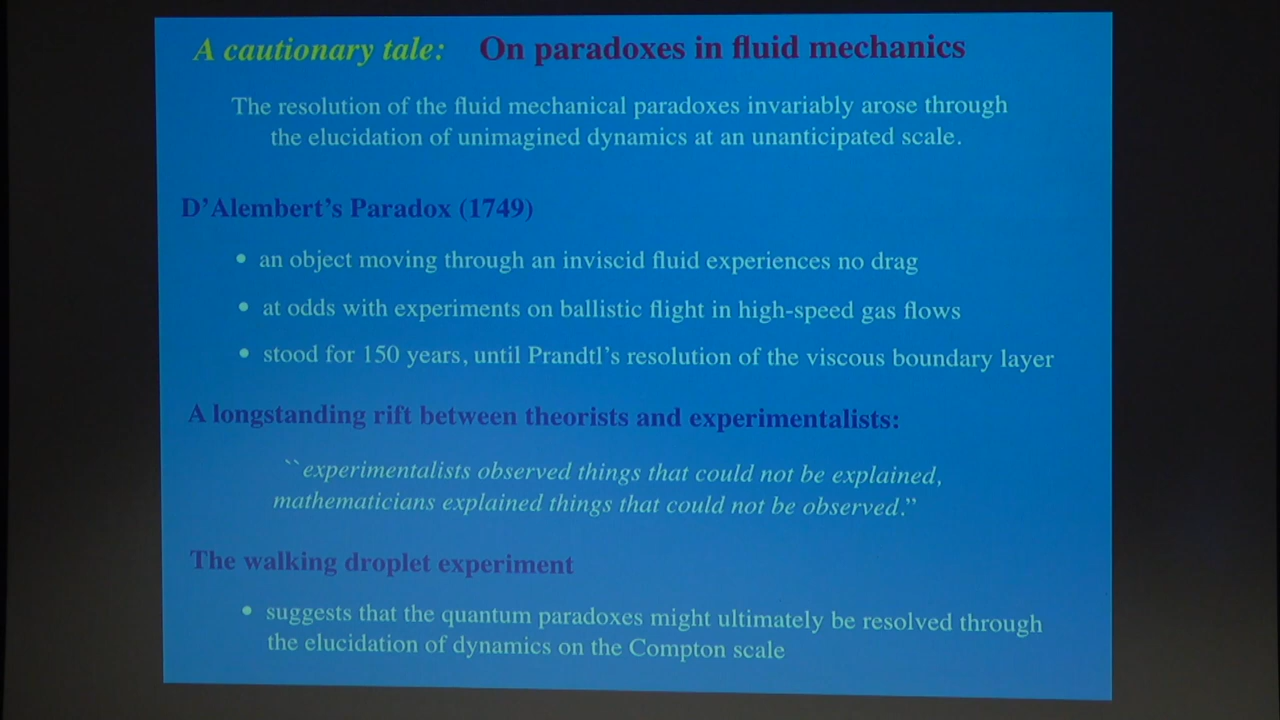 A cautionary tale: On paradoxes in fluid mechanics
The resolution of the fluid mechanical paradoxes invariably arose through
the elucidation of unimagined dynamics at an unanticipated scale.
D'Alembert's Paradox (1749)
• an object moving through an inviscid fluid experiences no drag
• at odds with experiments on ballistic flight in high-speed gas flows
• stood for 150 years, until Prandtl's resolution of the viscous boundary layer
A longstanding rift between theorists and experimentalists:
``experimentalists observed things that could not be explained,
mathematicians explained things that could not be observed.”
The walking droplet experiment
• suggests that the quantum paradoxes might ultimately be resolved through
the elucidation of dynamics on the Compton scale